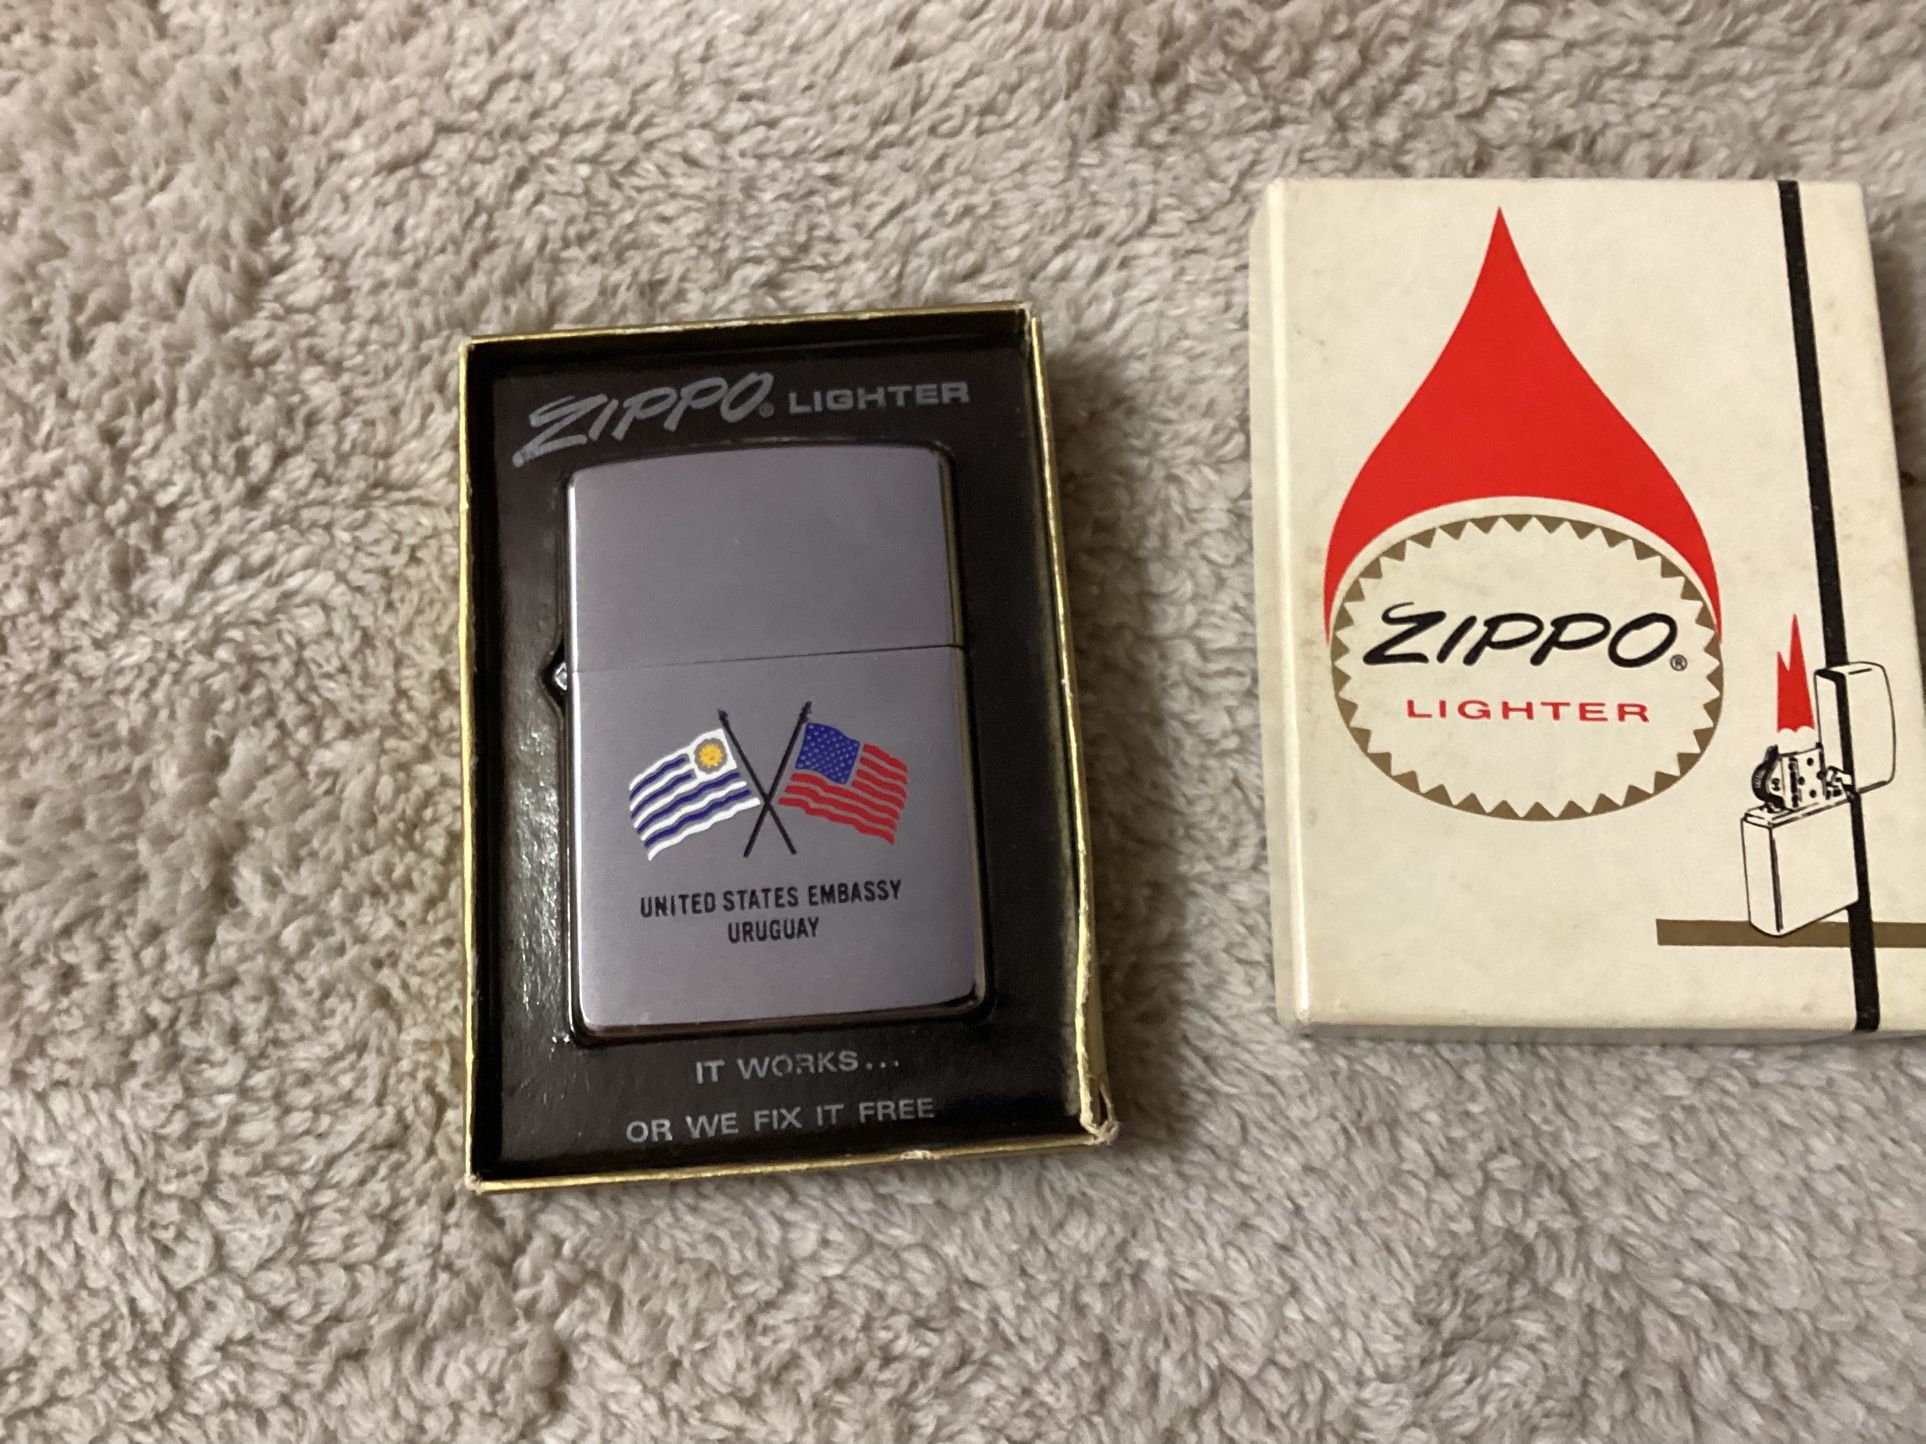 ZIPPO® LIGHTER
UNITED STATES EMBASSY
URUGUAY
IT WORKS...
OR WE FIX IT FREE
ZIPPO®
LIGHTER